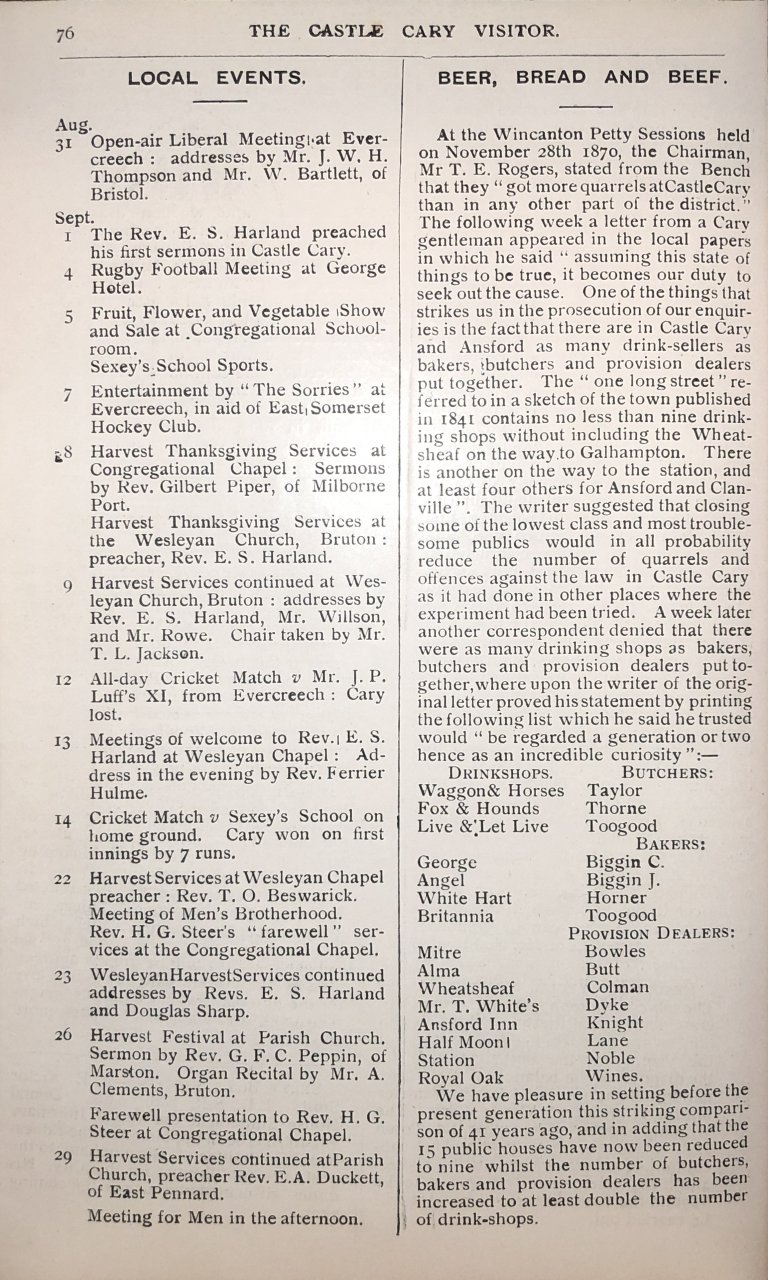 76
THE CASTLE CARY VISITOR.
LOCAL EVENTS.
Aug.
31 Open-air Liberal Meeting at Ever-
creech : addresses by Mr. J. W. H.
Thompson and Mr. W. Bartlett, of
Bristol.
Sept.
1 The Rev. E. S. Harland preached
his first sermons in Castle Cary.
4 Rugby Football Meeting at George
Hotel.
5 Fruit, Flower, and Vegetable Show
and Sale at Congregational School-
room.
Sexey's School Sports.
7 Entertainment by "The Sorries" at
Evercreech, in aid of East Somerset
Hockey Club.
8 Harvest Thanksgiving Services at
Congregational Chapel : Sermons
by Rev. Gilbert Piper, of Milborne
Port.
Harvest Thanksgiving Services at
the Wesleyan Church, Bruton :
preacher, Rev. E. S. Harland.
9 Harvest Services continued at Wes-
leyan Church, Bruton : addresses by
Rev. E. S. Harland, Mr. Willson,
and Mr. Rowe. Chair taken by Mr.
T. L. Jackson.
12 All-day Cricket Match v Mr. J. P.
Luff's XI, from Evercreech : Cary
lost.
13 Meetings of welcome to Rev. E. S.
Harland at Wesleyan Chapel : Ad-
dress in the evening by Rev. Ferrier
Hulme.
14 Cricket Match v Sexey's School on
home ground. Cary won on first
innings by 7 runs.
22 Harvest Services at Wesleyan Chapel
preacher : Rev. T. O. Beswarick.
Meeting of Men's Brotherhood.
Rev. H. G. Steer's "farewell" ser-
vices at the Congregational Chapel.
23 Wesleyan Harvest Services continued
addresses by Revs. E. S. Harland
and Douglas Sharp.
26 Harvest Festival at Parish Church.
Sermon by Rev. G. F. C. Peppin, of
Marston. Organ Recital by Mr. A.
Clements, Bruton.
Farewell presentation to Rev. H. G.
Steer at Congregational Chapel.
29 Harvest Services continued at Parish
Church, preacher Rev. E.A. Duckett,
of East Pennard.
Meeting for Men in the afternoon.
BEER, BREAD AND BEEF.
At the Wincanton Petty Sessions held
on November 28th 1870, the Chairman,
Mr T. E. Rogers, stated from the Bench
that they "got more quarrels at Castle Cary
than in any other part of the district."
The following week a letter from a Cary
gentleman appeared in the local papers
in which he said " assuming this state of
things to be true, it becomes our duty to
seek out the cause. One of the things that
strikes us in the prosecution of our enquir-
ies is the fact that there are in Castle Cary
and Ansford as many drink-sellers as
bakers, butchers and provision dealers
put together. The " one long street " re-
ferred to in a sketch of the town published
in 1841 contains no less than nine drink-
ing shops without including the Wheat-
sheaf on the way to Galhampton. There
is another on the way to the station, and
at least four others for Ansford and Clan-
ville ". The writer suggested that closing
some of the lowest class and most trouble-
some publics would in all probability
reduce the number of quarrels and
offences against the law in Castle Cary
as it had done in other places where the
experiment had been tried. A week later
another correspondent denied that there
were as many drinking shops as bakers,
butchers and provision dealers put to-
gether, where upon the writer of the orig-
inal letter proved his statement by printing
the following list which he said he trusted
would " be regarded a generation or two
hence as an incredible curiosity ":—
DRINKSHOPS. BUTCHERS:
Waggon& Horses Taylor
Fox & Hounds Thorne
Live & Let Live Toogood
BAKERS:
George Biggin C.
Angel Biggin J.
White Hart Horner
Britannia Toogood
PROVISION DEALERS:
Mitre Bowles
Alma Butt
Wheatsheaf Colman
Mr. T. White's Dyke
Ansford Inn Knight
Half Moon Lane
Station Noble
Royal Oak Wines.
We have pleasure in setting before the
present generation this striking compari-
son of 41 years ago, and in adding that the
15 public houses have now been reduced
to nine whilst the number of butchers,
bakers and provision dealers has been
increased to at least double the number
of drink-shops.